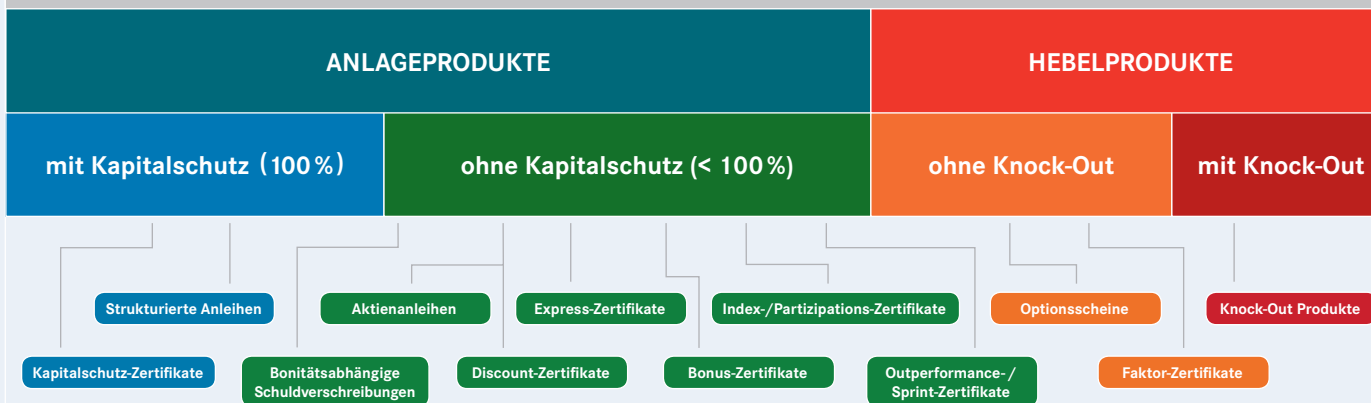 ANLAGEPRODUKTE
HEBELPRODUKTE
mit Kapitalschutz (100 %)
ohne Kapitalschutz (< 100 %)
ohne Knock-Out
mit Knock-Out
Strukturierte Anleihen
Aktienanleihen
Express-Zertifikate
Index-/Partizipations-Zertifikate
Optionsscheine
Knock-Out Produkte
Kapitalschutz-Zertifikate
Bonitätsabhängige
Schuldverschreibungen
Discount-Zertifikate
Bonus-Zertifikate
Outperformance-/
Sprint-Zertifikate
Faktor-Zertifikate